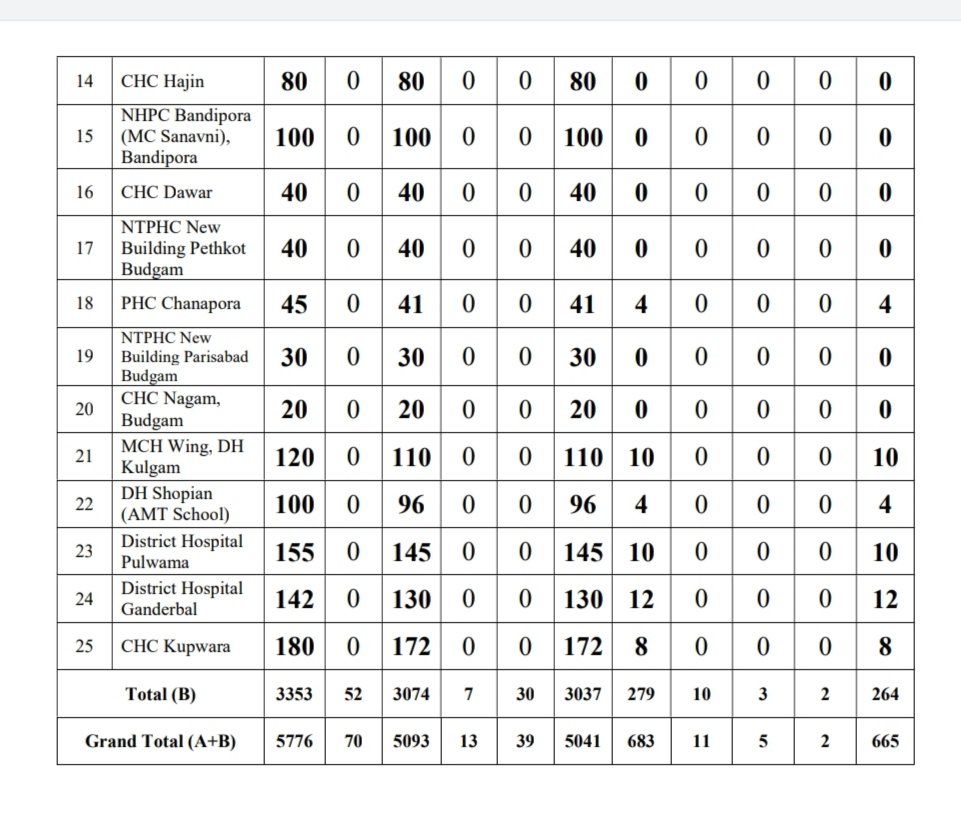 14 CHC Hajin 80 0 80 0 0 80 0 0 0 0 0
NHPC Bandipora
15 (MC Sanavni), 100 0 100 0 0 100 0 0 0 0 0
Bandipora
16 CHC Dawar 40 0 40 0 0 40 0 0 0 0 0
NTPHC New
17 Building Pethkot 40 0 40 0 0 40 0 0 0 0 0
Budgam
18 PHC Chanapora 45 0 41 0 0 41 4 0 0 0 4
NTPHC New
19 Building Parisabad 30 0 30 0 0 30 0 0 0 0 0
Budgam
20 CHC Nagam, 20 0 20 0 0 20 0 0 0 0 0
Budgam
21 MCH Wing, DH 120 0 110 0 0 110 10 0 0 0 10
Kulgam
22 DH Shopian 100 0 96 0 0 96 4 0 0 0 4
(AMT School)
23 District Hospital 155 0 145 0 0 145 10 0 0 0 10
Pulwama
24 District Hospital 142 0 130 0 0 130 12 0 0 0 12
Ganderbal
25 CHC Kupwara 180 0 172 0 0 172 8 0 0 0 8
Total (B) 3353 52 3074 7 30 3037 279 10 3 2 264
Grand Total (A+B) 5776 70 5093 13 39 5041 683 11 5 2 665